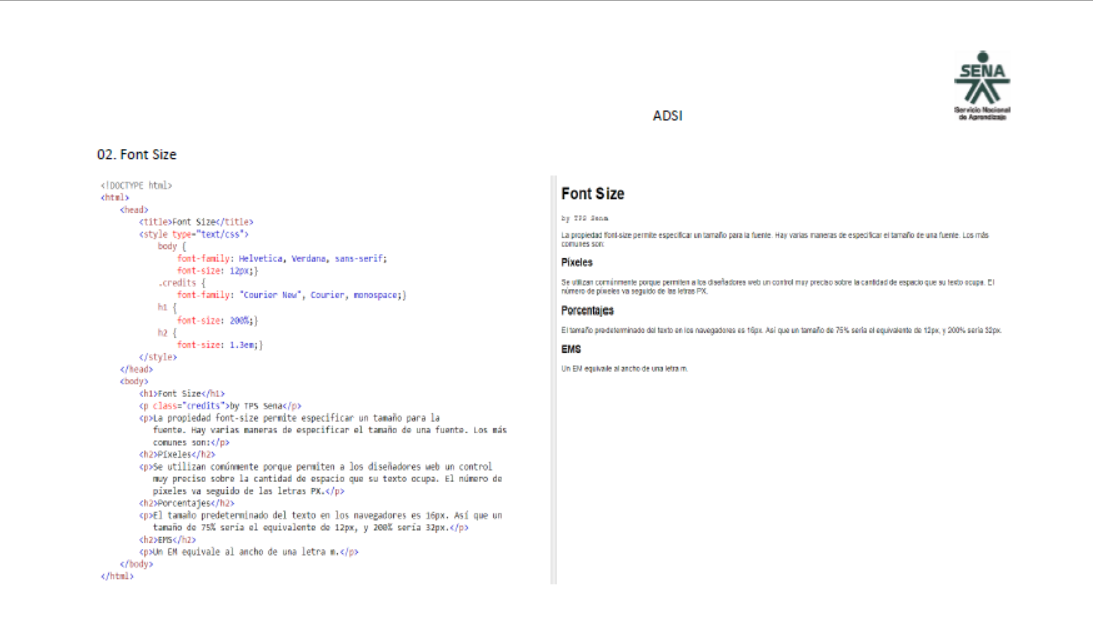 SENA
Servicio Nacional
de Aprendizaje
ADSI
02. Font Size
<!DOCTYPE html>
<html>
<head>
<title>Font Size</title>
<style type="text/css">
body {
font-family: Helvetica, Verdana, sans-serif;
font-size: 12px;}
.credits {
font-family: "Courier New", Courier, monospace;}
h1 {
font-size: 200%;}
h2 {
font-size: 1.3em;}
</style>
</head>
<body>
<h1>Font Size</h1>
<p class="credits">by TPS Sena</p>
<p>La propiedad font-size permite especificar un tamaño para la
fuente. Hay varias maneras de especificar el tamaño de una fuente. Los más
comunes son:</p>
<h2>Píxeles</h2>
<p>Se utilizan comúnmente porque permiten a los diseñadores web un control
muy preciso sobre la cantidad de espacio que su texto ocupa. El número de
píxeles va seguido de las letras PX.</p>
<h2>Porcentajes</h2>
<p>El tamaño predeterminado del texto en los navegadores es 16px. Así que un
tamaño de 75% sería el equivalente de 12px, y 200% sería 32px.</p>
<h2>EMS</h2>
<p>Un EM equivale al ancho de una letra m.</p>
</body>
</html>
Font Size
by TPS Sena
La propiedad font-size permite especificar un tamaño para la fuente. Hay varias maneras de especificar el tamaño de una fuente. Los más
comunes son:
Píxeles
Se utilizan comúnmente porque permiten a los diseñadores web un control muy preciso sobre la cantidad de espacio que su texto ocupa. El
número de píxeles va seguido de las letras PX.
Porcentajes
El tamaño predeterminado del texto en los navegadores es 16px. Así que un tamaño de 75% sería el equivalente de 12px, y 200% sería 32px.
EMS
Un EM equivale al ancho de una letra m.